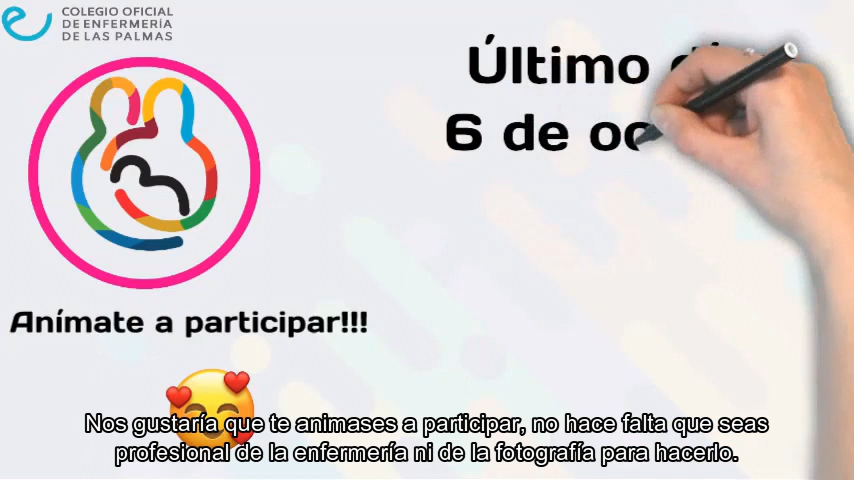 COLEGIO OFICIAL
DE ENFERMERÍA
DE LAS PALMAS
Último
6 de
Anímate a participar!!!
Nos gustaría que te animases a participar, no hace falta que seas
profesional de la enfermería ni de la fotografía para hacerlo.